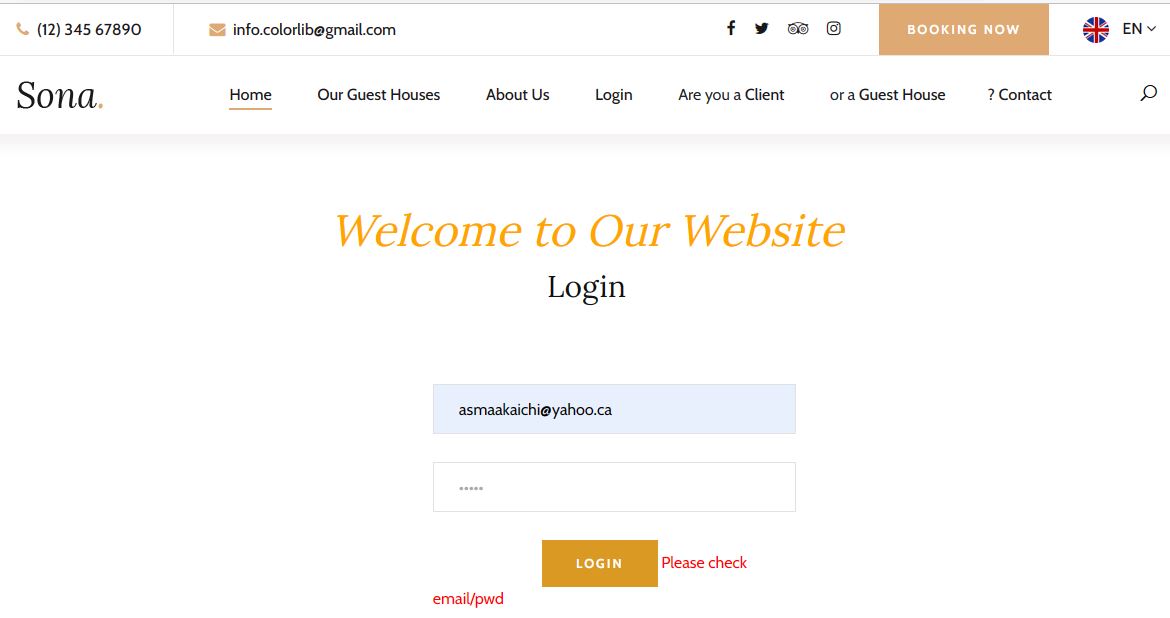 (12) 345 67890 info.colorlib@gmail.com BOOKING NOW EN
Sona. Home Our Guest Houses About Us Login Are you a Client or a Guest House ? Contact
Welcome to Our Website
Login
asmaakaichi@yahoo.ca
•••••
LOGIN Please check
email/pwd